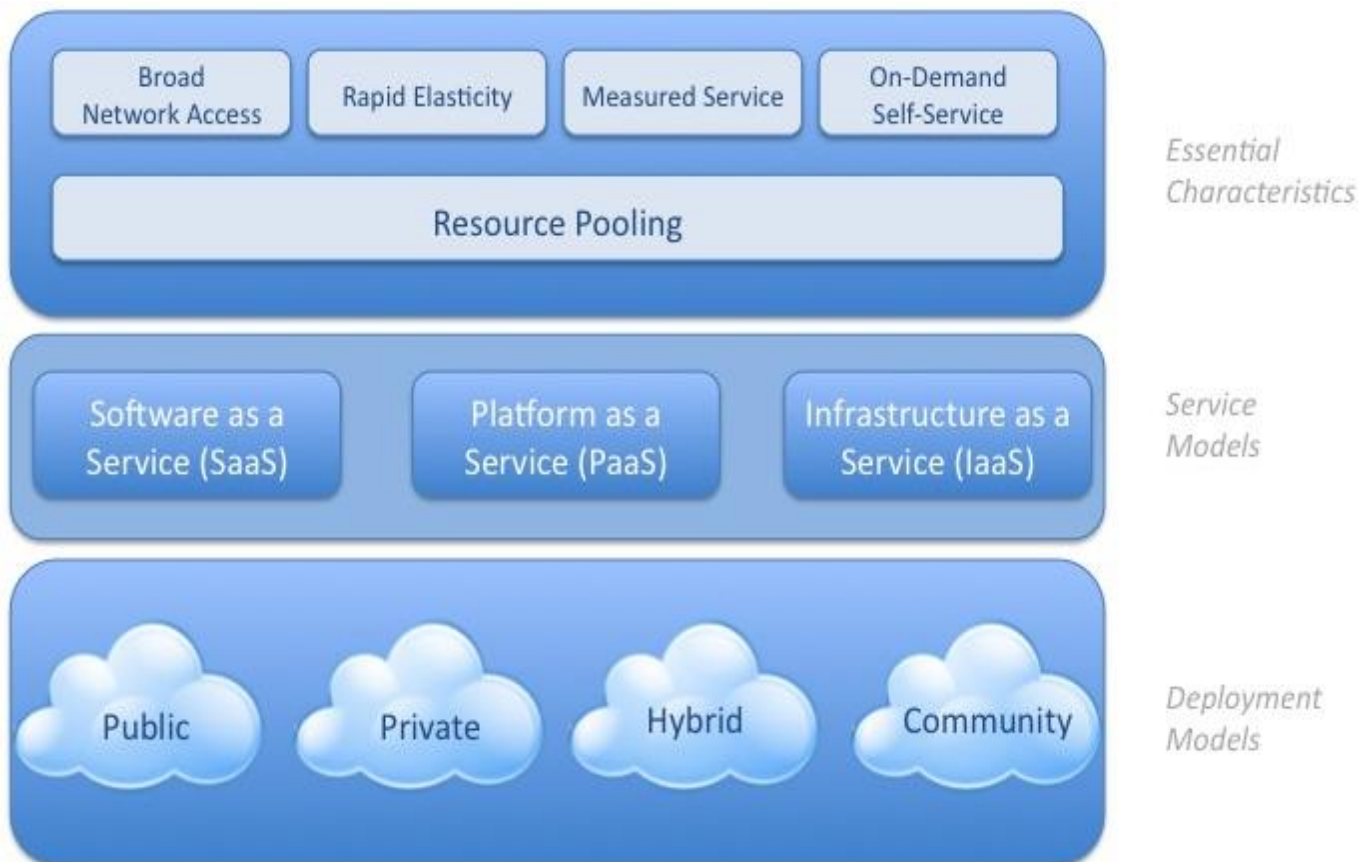 Broad
Network Access
Rapid Elasticity
Measured Service
On-Demand
Self-Service
Essential
Characteristics
Resource Pooling
Software as a
Service (SaaS)
Platform as a
Service (PaaS)
Infrastructure as a
Service (IaaS)
Service
Models
Public
Private
Hybrid
Community
Deployment
Models